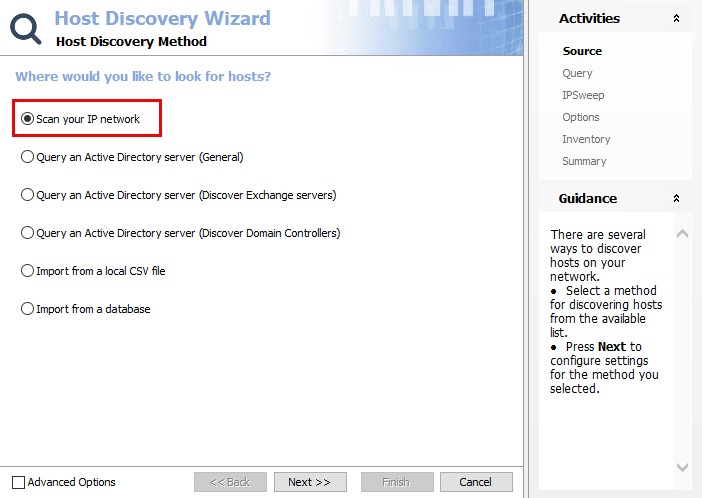 Host Discovery Wizard
Host Discovery Method
Where would you like to look for hosts?
Scan your IP network
Query an Active Directory server (General)
Query an Active Directory server (Discover Exchange servers)
Query an Active Directory server (Discover Domain Controllers)
Import from a local CSV file
Import from a database
Advanced Options
<< Back
Next >>
Finish
Cancel
Activities
Source
Query
IPSweep
Options
Inventory
Summary
Guidance
There are several
ways to discover
hosts on your
network.
● Select a method
for discovering hosts
from the available
list.
● Press Next to
configure settings
for the method you
selected.